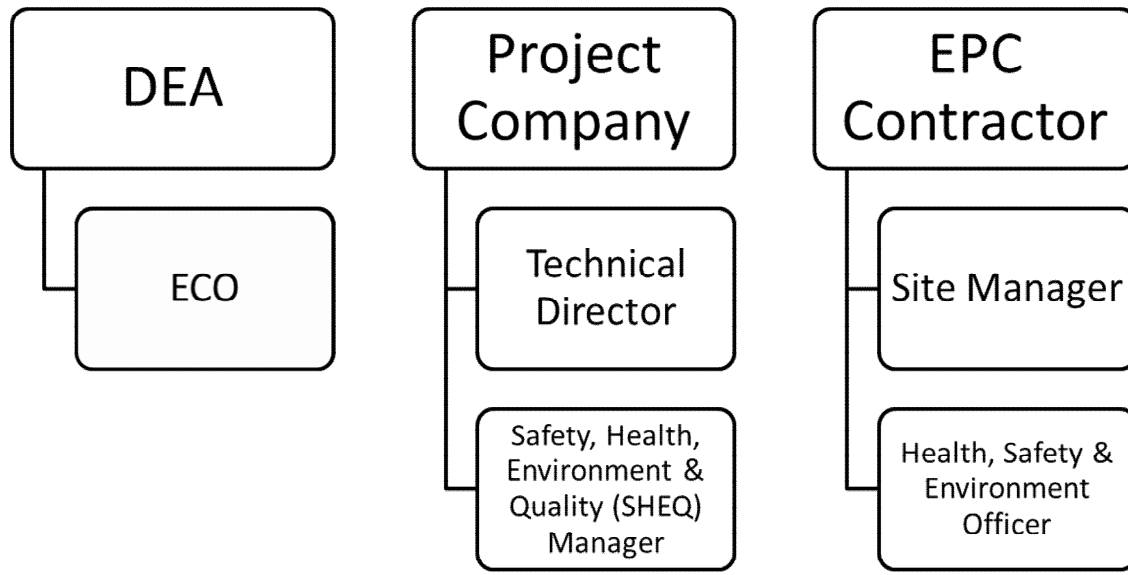 DEA
ECO
Project
Company
Technical
Director
Safety, Health,
Environment &
Quality (SHEQ)
Manager
EPC
Contractor
Site Manager
Health, Safety &
Environment
Officer